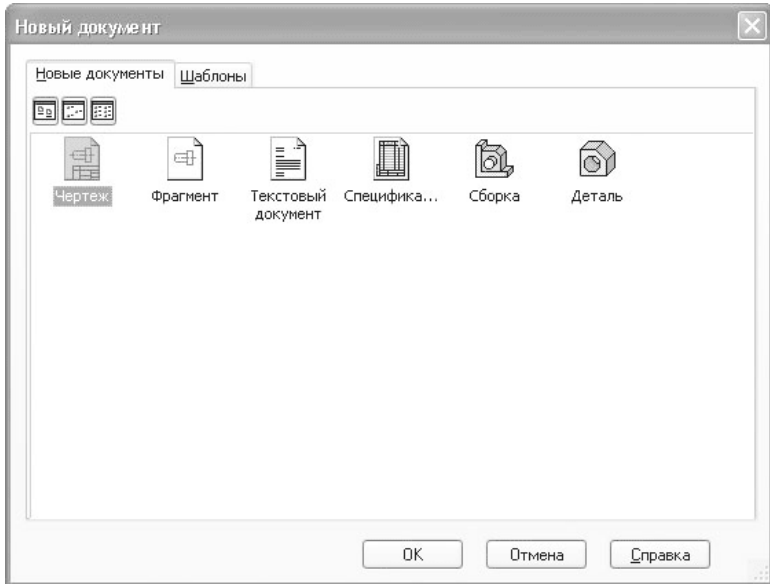 Новый документ
Новые документы Шаблоны
Чертеж Фрагмент Текстовый документ Специфика... Сборка Деталь
OK Отмена Справка